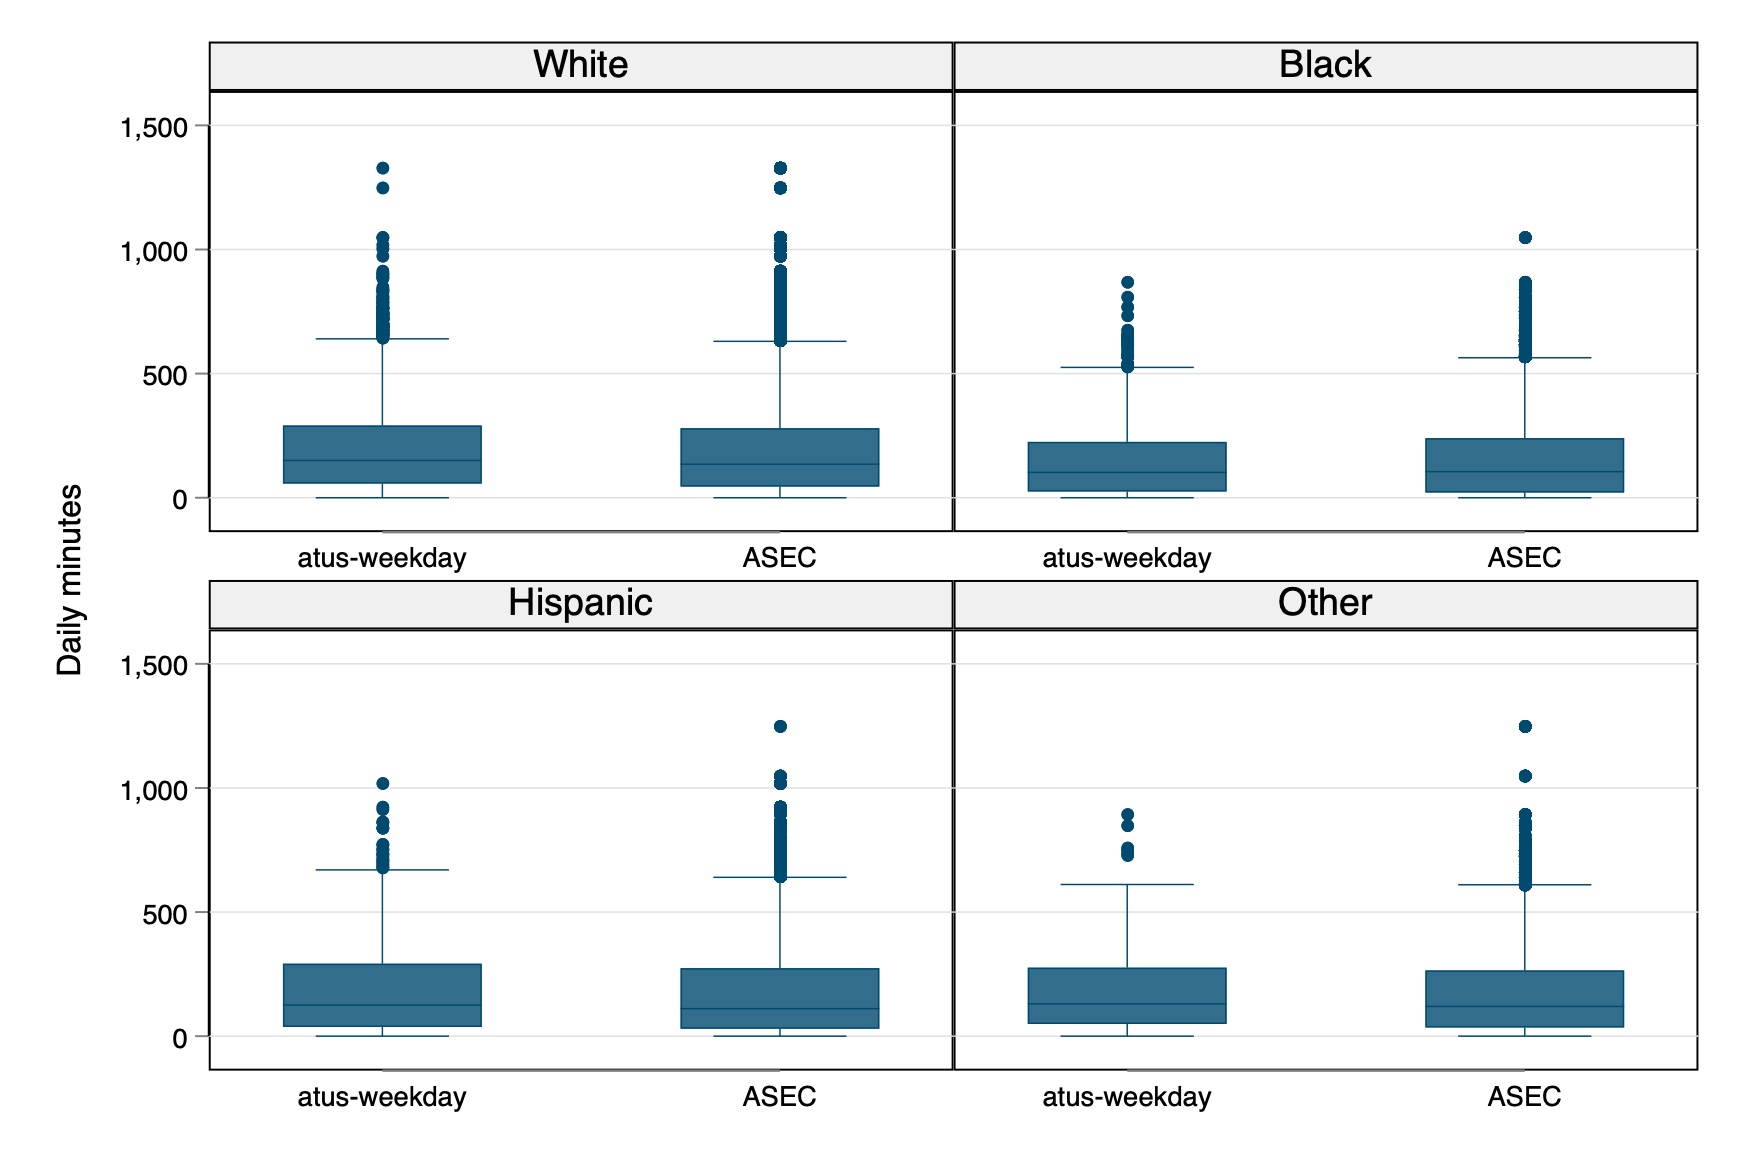 White
Black
1,500
1,000
500
0
atus-weekday
ASEC
atus-weekday
ASEC
Daily minutes
Hispanic
Other
1,500
1,000
500
0
atus-weekday
ASEC
atus-weekday
ASEC